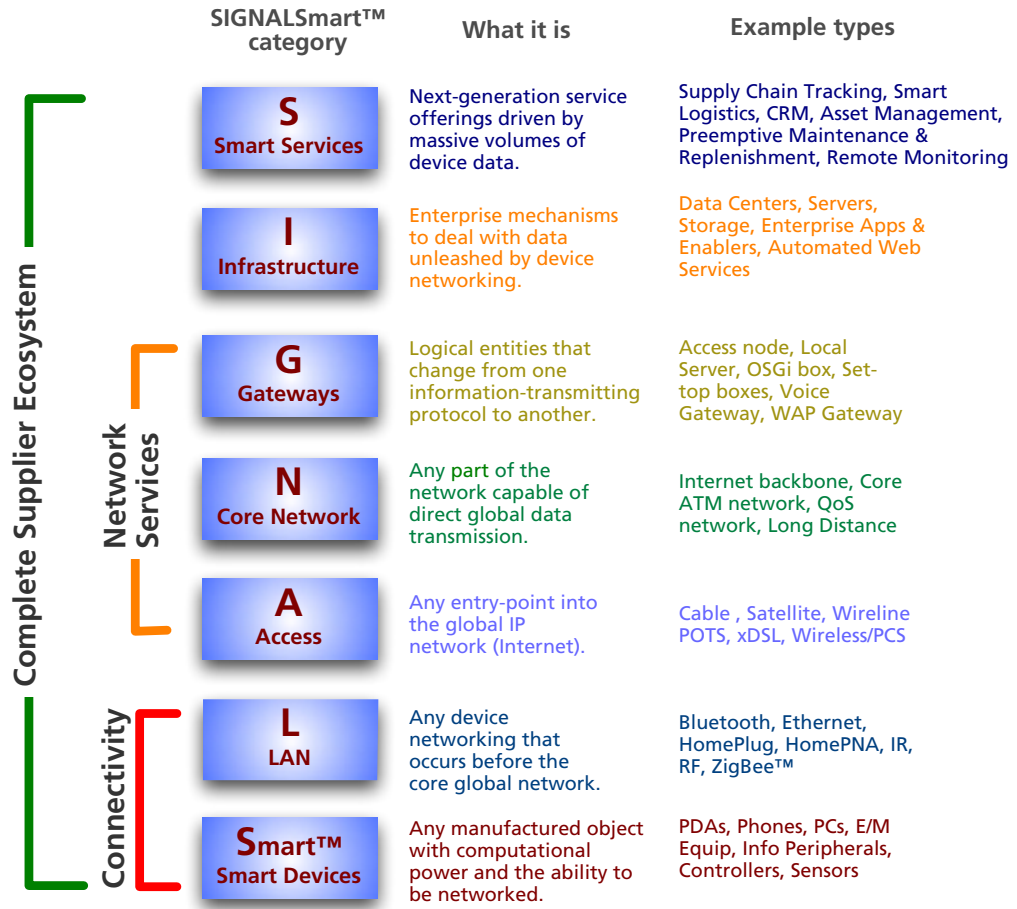 SIGNALSmart™
category
What it is
Example types
Complete Supplier Ecosystem
S
Smart Services
Next-generation service
offerings driven by
massive volumes of
device data.
Supply Chain Tracking, Smart
Logistics, CRM, Asset Management,
Preemptive Maintenance &
Replenishment, Remote Monitoring
I
Infrastructure
Enterprise mechanisms
to deal with data
unleashed by device
networking.
Data Centers, Servers,
Storage, Enterprise Apps &
Enablers, Automated Web
Services
Network
Services
G
Gateways
Logical entities that
change from one
information-transmitting
protocol to another.
Access node, Local
Server, OSGi box, Set-
top boxes, Voice
Gateway, WAP Gateway
N
Core Network
Any part of the
network capable of
direct global data
transmission.
Internet backbone, Core
ATM network, QoS
network, Long Distance
A
Access
Any entry-point into
the global IP
network (Internet).
Cable , Satellite, Wireline
POTS, xDSL, Wireless/PCS
Connectivity
L
LAN
Any device
networking that
occurs before the
core global network.
Bluetooth, Ethernet,
HomePlug, HomePNA, IR,
RF, ZigBee™
Smart™
Smart Devices
Any manufactured object
with computational
power and the ability to
be networked.
PDAs, Phones, PCs, E/M
Equip, Info Peripherals,
Controllers, Sensors